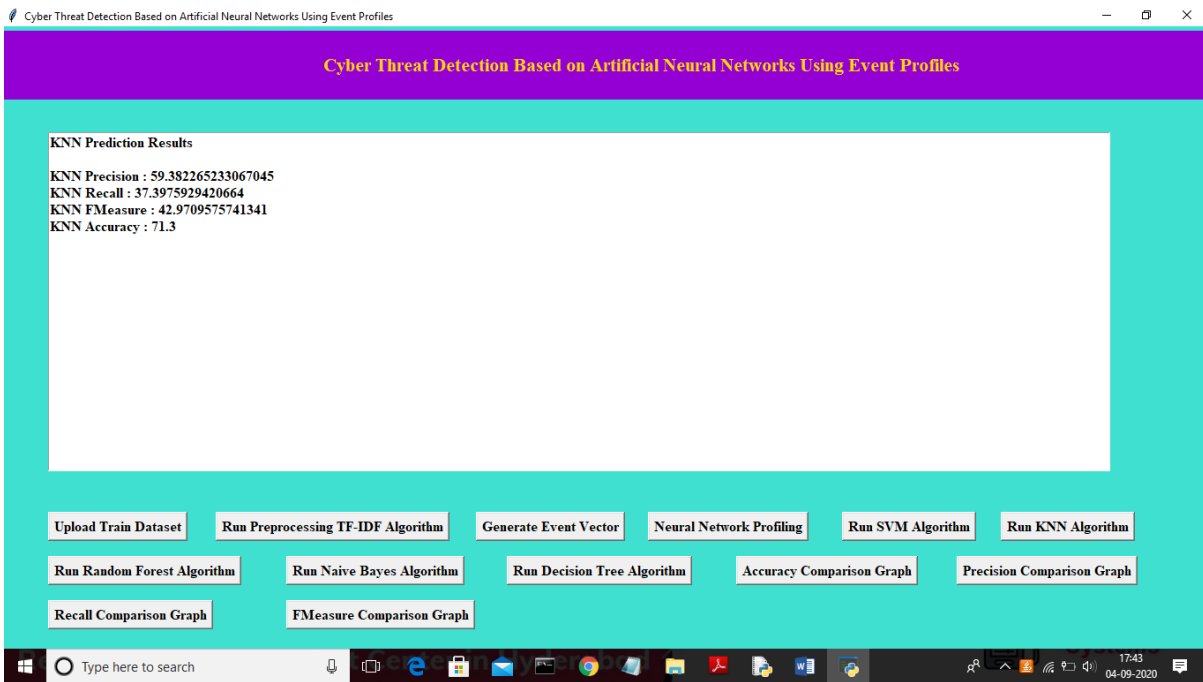 Cyber Threat Detection Based on Artificial Neural Networks Using Event Profiles
Cyber Threat Detection Based on Artificial Neural Networks Using Event Profiles
KNN Prediction Results
KNN Precision : 59.382265233067045
KNN Recall : 37.3975929420664
KNN FMeasure : 42.9709575741341
KNN Accuracy : 71.3
Upload Train Dataset
Run Preprocessing TF-IDF Algorithm
Generate Event Vector
Neural Network Profiling
Run SVM Algorithm
Run KNN Algorithm
Run Random Forest Algorithm
Run Naive Bayes Algorithm
Run Decision Tree Algorithm
Accuracy Comparison Graph
Precision Comparison Graph
Recall Comparison Graph
FMeasure Comparison Graph
Type here to search
17:43
04-09-2020